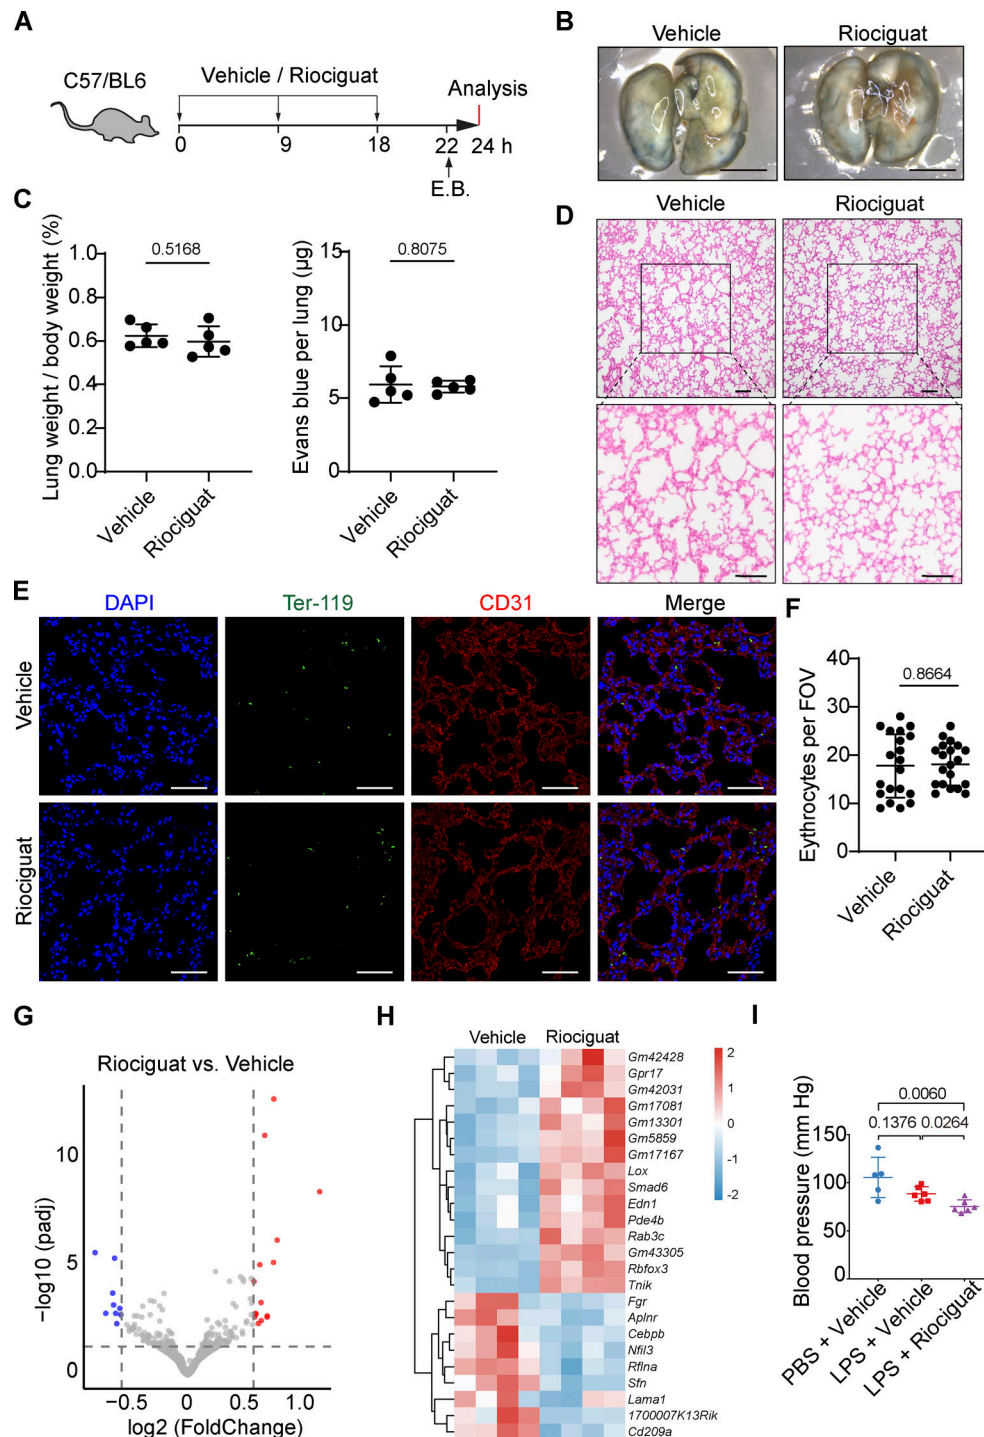 A
C57/BL6
Vehicle / Riociguat
Analysis
0
9
18
22
24 h
E.B.
B
Vehicle
Riociguat
C
Lung weight / body weight (%)
1.0
0.8
0.6
0.4
0.2
0.0
0.5168
Vehicle
Riociguat
Evans blue per lung (µg)
15
10
5
0
0.8075
Vehicle
Riociguat
D
Vehicle
Riociguat
E
DAPI
Ter-119
CD31
Merge
Vehicle
Riociguat
F
Eythrocytes per FOV
40
30
20
10
0
0.8664
Vehicle
Riociguat
G
Riociguat vs. Vehicle
−log10 (padj)
10
5
0
−0.5
0
0.5
1.0
log2 (FoldChange)
H
Vehicle
Riociguat
Gm42428
Gpr17
Gm42031
Gm17081
Gm13301
Gm5859
Gm17167
Lox
Smad6
Edn1
Pde4b
Rab3c
Gm43305
Rbfox3
Tnik
Fgr
Aplnr
Cebpb
Nfil3
Rflna
Sfn
Lama1
1700007K13Rik
Cd209a
2
1
0
-1
-2
I
Blood pressure (mm Hg)
150
100
50
0
0.0060
0.1376
0.0264
PBS + Vehicle
LPS + Vehicle
LPS + Riociguat